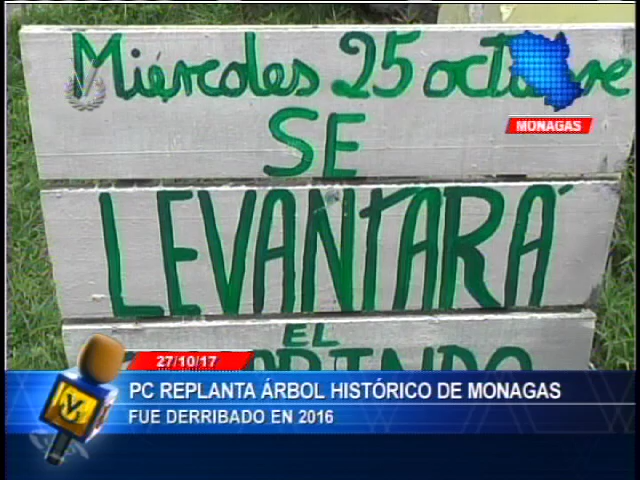 Miércoles 25 octubre
MONAGAS
SE
LEVANTARÁ
EL
27/10/17
PC REPLANTA ÁRBOL HISTÓRICO DE MONAGAS
FUE DERRIBADO EN 2016